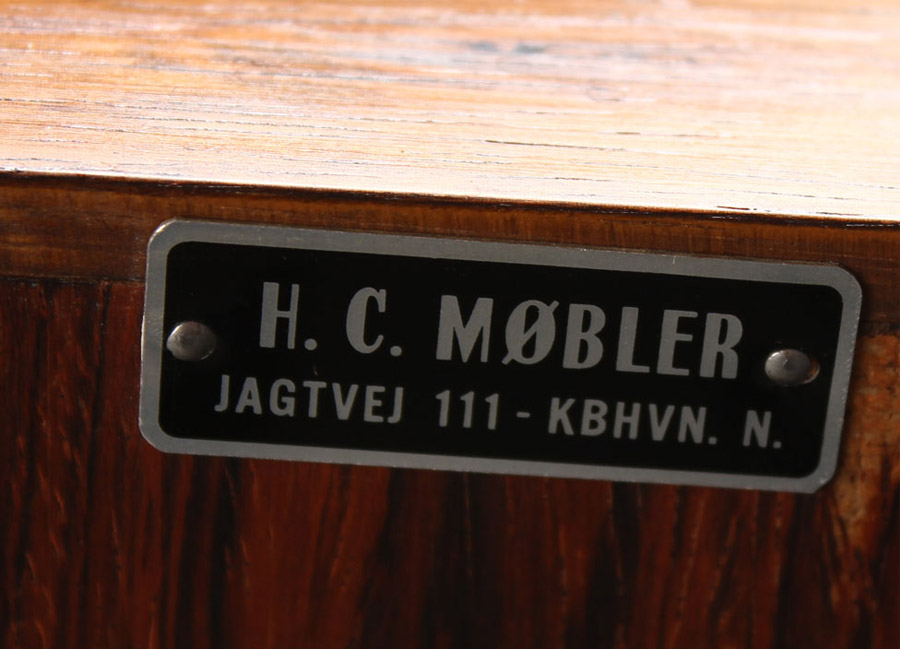 H. C. MØBLER
JAGTVEJ 111 - KBHVN. N.